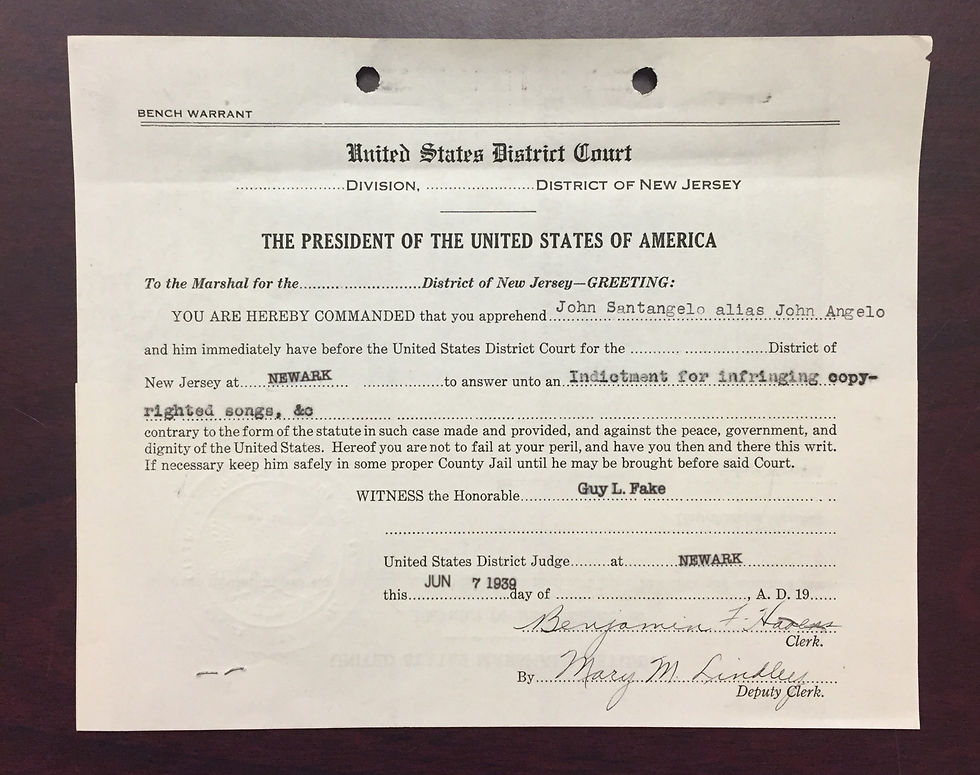 BENCH WARRANT
United States District Court
....................DIVISION, ....................DISTRICT OF NEW JERSEY
THE PRESIDENT OF THE UNITED STATES OF AMERICA
To the Marshal for the..........................District of New Jersey—GREETING:
YOU ARE HEREBY COMMANDED that you apprehend John Santangelo alias John Angelo
and him immediately have before the United States District Court for the ..........................District of
New Jersey at....NEWARK ..................to answer unto an Indictment for infringing copy-
righted songs, &c
contrary to the form of the statute in such case made and provided, and against the peace, government, and
dignity of the United States. Hereof you are not to fail at your peril, and have you then and there this writ.
If necessary keep him safely in some proper County Jail until he may be brought before said Court.
WITNESS the Honorable..........Guy L. Fake
United States District Judge........at..........NEWARK
this JUN 7 1939 day of ...................., A. D. 19......
Benjamin F. Havens
Clerk.
By Mary M. Lindley
Deputy Clerk.